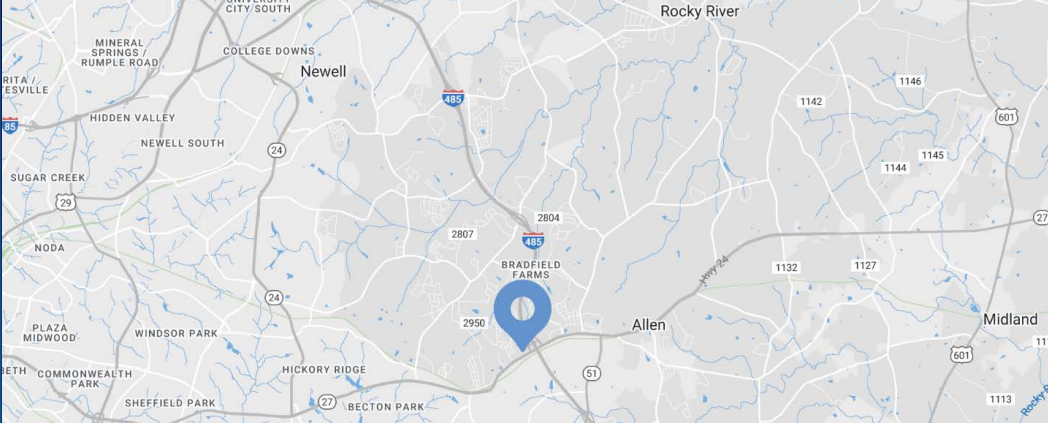 UNIVERSITY
CITY SOUTH
Rocky River
MINERAL
SPRINGS /
RUMPLE ROAD
COLLEGE DOWNS
Newell
RITA /
TESVILLE
1146
485
1142
601
85
HIDDEN VALLEY
NEWELL SOUTH
24
1145
1144
SUGAR CREEK
29
2804
27
2807
485
NODA
BRADFIELD
FARMS
Hwy 24
1132
1127
24
2950
Allen
Midland
PLAZA
MIDWOOD
WINDSOR PARK
601
BETH
COMMONWEALTH
PARK
HICKORY RIDGE
51
SHEFFIELD PARK
27
BECTON PARK
1113
Rocky